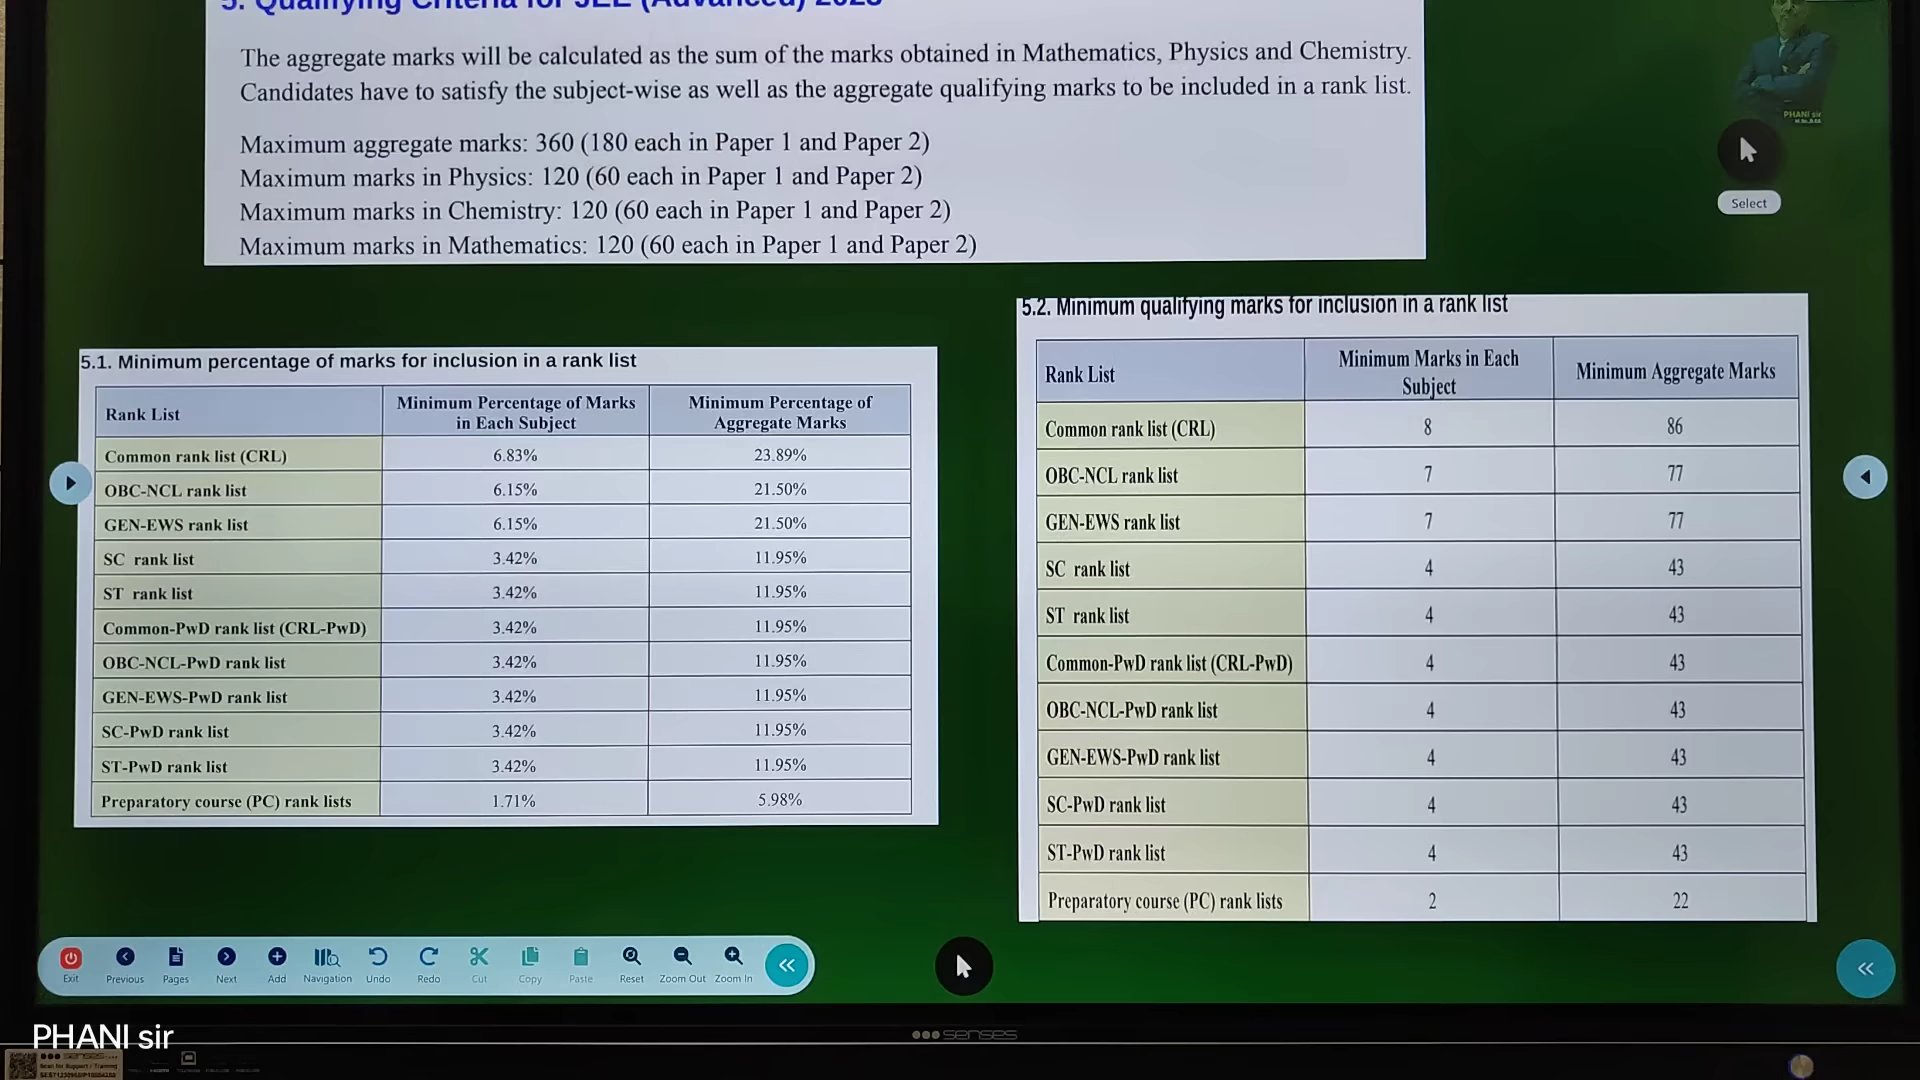 5. Qualifying Criteria for JEE (Advanced) 2023
The aggregate marks will be calculated as the sum of the marks obtained in Mathematics, Physics and Chemistry.
Candidates have to satisfy the subject-wise as well as the aggregate qualifying marks to be included in a rank list.
Maximum aggregate marks: 360 (180 each in Paper 1 and Paper 2)
Maximum marks in Physics: 120 (60 each in Paper 1 and Paper 2)
Maximum marks in Chemistry: 120 (60 each in Paper 1 and Paper 2)
Maximum marks in Mathematics: 120 (60 each in Paper 1 and Paper 2)
PHANI sir
Select
5.1. Minimum percentage of marks for inclusion in a rank list
Rank List Minimum Percentage of Marks in Each Subject Minimum Percentage of Aggregate Marks
Common rank list (CRL) 6.83% 23.89%
OBC-NCL rank list 6.15% 21.50%
GEN-EWS rank list 6.15% 21.50%
SC rank list 3.42% 11.95%
ST rank list 3.42% 11.95%
Common-PwD rank list (CRL-PwD) 3.42% 11.95%
OBC-NCL-PwD rank list 3.42% 11.95%
GEN-EWS-PwD rank list 3.42% 11.95%
SC-PwD rank list 3.42% 11.95%
ST-PwD rank list 3.42% 11.95%
Preparatory course (PC) rank lists 1.71% 5.98%
5.2. Minimum qualifying marks for inclusion in a rank list
Rank List Minimum Marks in Each Subject Minimum Aggregate Marks
Common rank list (CRL) 8 86
OBC-NCL rank list 7 77
GEN-EWS rank list 7 77
SC rank list 4 43
ST rank list 4 43
Common-PwD rank list (CRL-PwD) 4 43
OBC-NCL-PwD rank list 4 43
GEN-EWS-PwD rank list 4 43
SC-PwD rank list 4 43
ST-PwD rank list 4 43
Preparatory course (PC) rank lists 2 22
Exit Previous Pages Next Add Navigation Undo Redo Cut Copy Paste Reset Zoom Out Zoom In
PHANI sir
senses
Scan for Support / Training